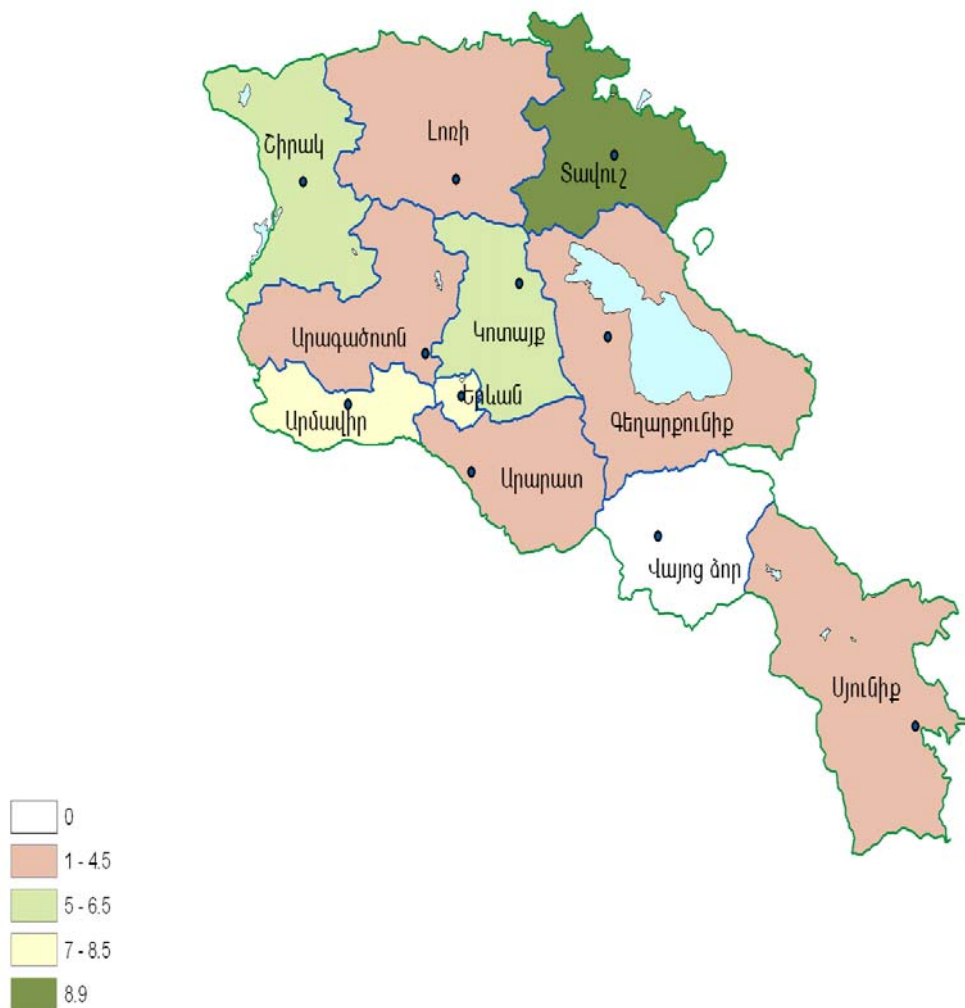 Շիրակ
Լոռի
Տավուշ
Արագածոտն
Կոտայք
Արմավիր
Երևան
Գեղարքունիք
Արարատ
Վայոց ձոր
Սյունիք
0
1 - 4.5
5 - 6.5
7 - 8.5
8.9